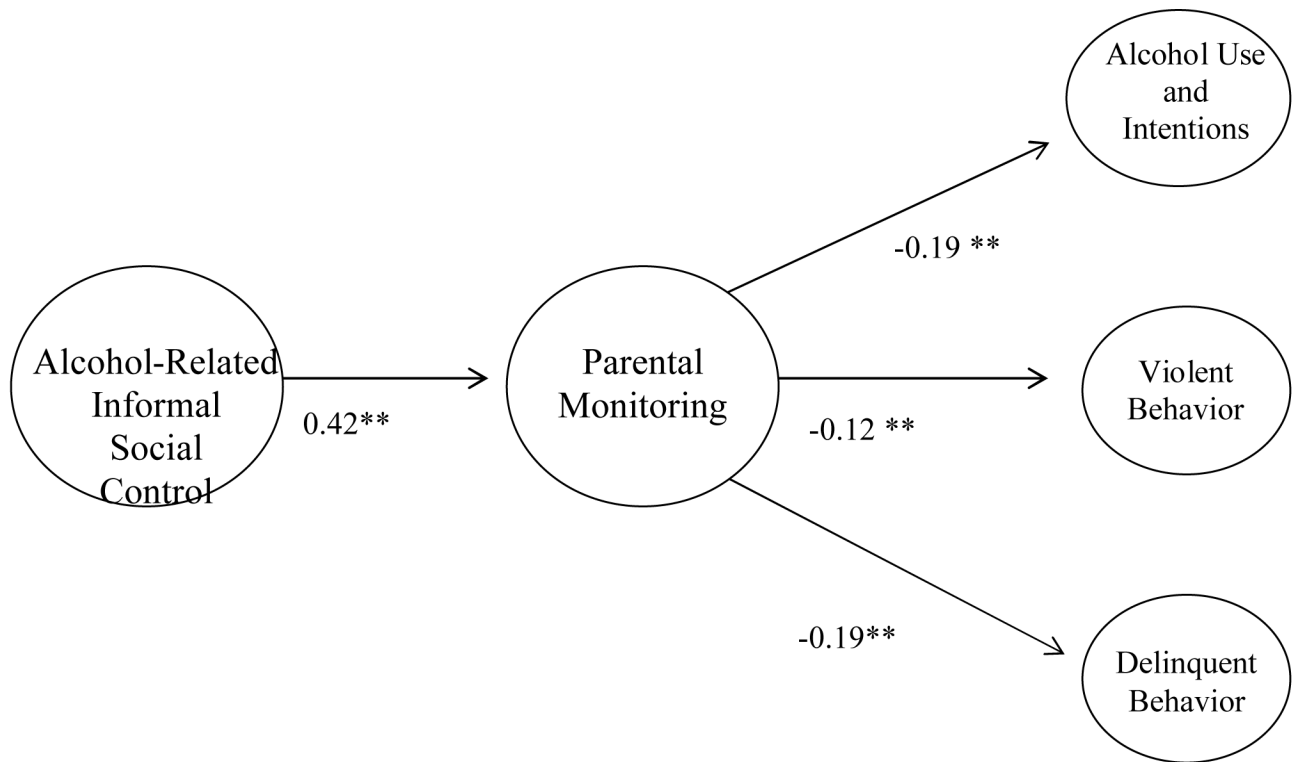 Alcohol Use
and
Intentions
-0.19 **
Alcohol-Related
Informal
Social
Control
0.42**
Parental
Monitoring
-0.12 **
Violent
Behavior
-0.19**
Delinquent
Behavior